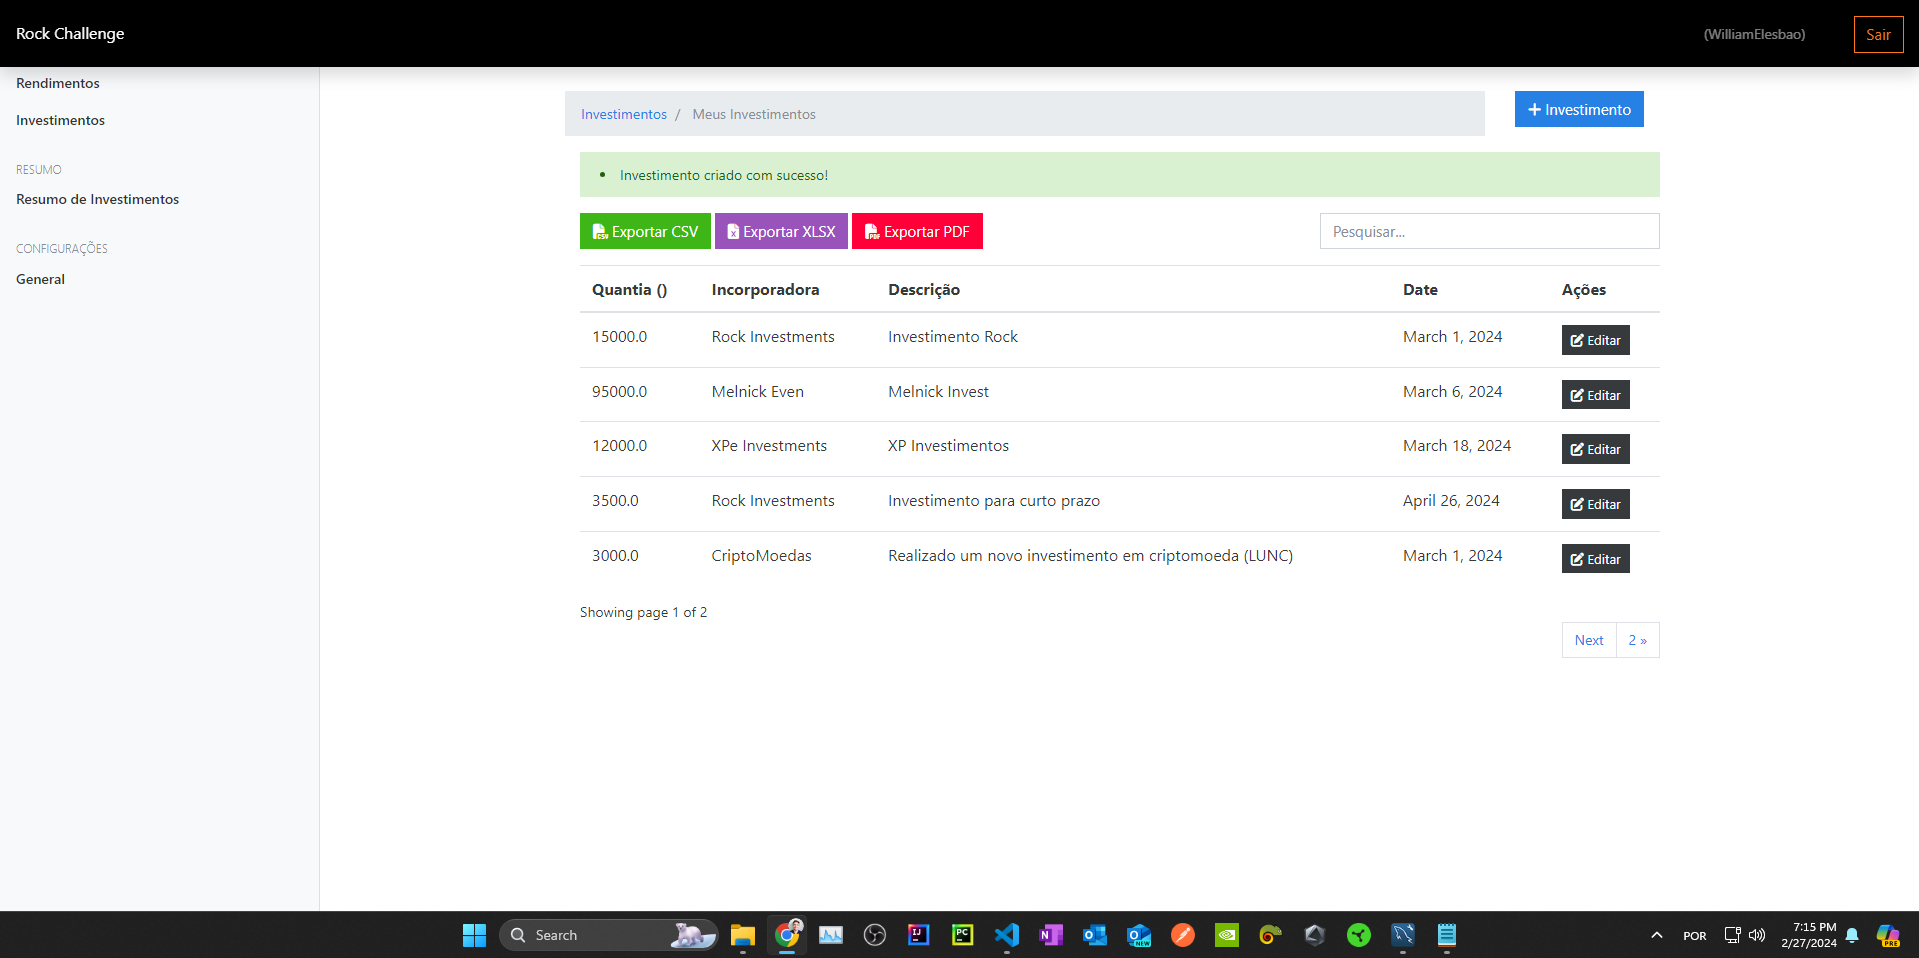 Rock Challenge
(WilliamElesbao)
Sair
Rendimentos
Investimentos
RESUMO
Resumo de Investimentos
CONFIGURAÇÕES
General
Investimentos / Meus Investimentos
Investimento
Investimento criado com sucesso!
Exportar CSV Exportar XLSX Exportar PDF
Pesquisar...
Quantia () Incorporadora Descrição Date Ações
15000.0 Rock Investments Investimento Rock March 1, 2024 Editar
95000.0 Melnick Even Melnick Invest March 6, 2024 Editar
12000.0 XPe Investments XP Investimentos March 18, 2024 Editar
3500.0 Rock Investments Investimento para curto prazo April 26, 2024 Editar
3000.0 CriptoMoedas Realizado um novo investimento em criptomoeda (LUNC) March 1, 2024 Editar
Showing page 1 of 2
Next 2 »
Search
POR
7:15 PM
2/27/2024